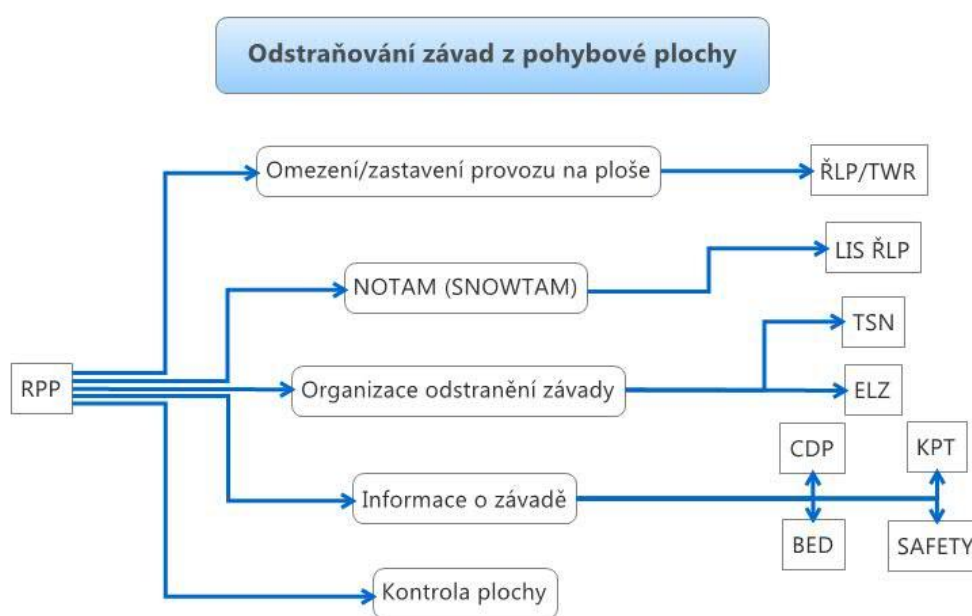 Odstraňování závad z pohybové plochy
Omezení/zastavení provozu na ploše
ŘLP/TWR
LIS ŘLP
NOTAM (SNOWTAM)
TSN
RPP
Organizace odstranění závady
ELZ
CDP
KPT
Informace o závadě
BED
SAFETY
Kontrola plochy